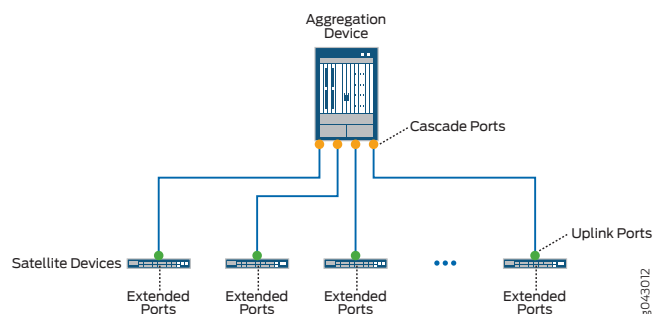 Aggregation
Device
Cascade Ports
Uplink Ports
Satellite Devices
Extended
Ports
Extended
Ports
Extended
Ports
Extended
Ports
g043012